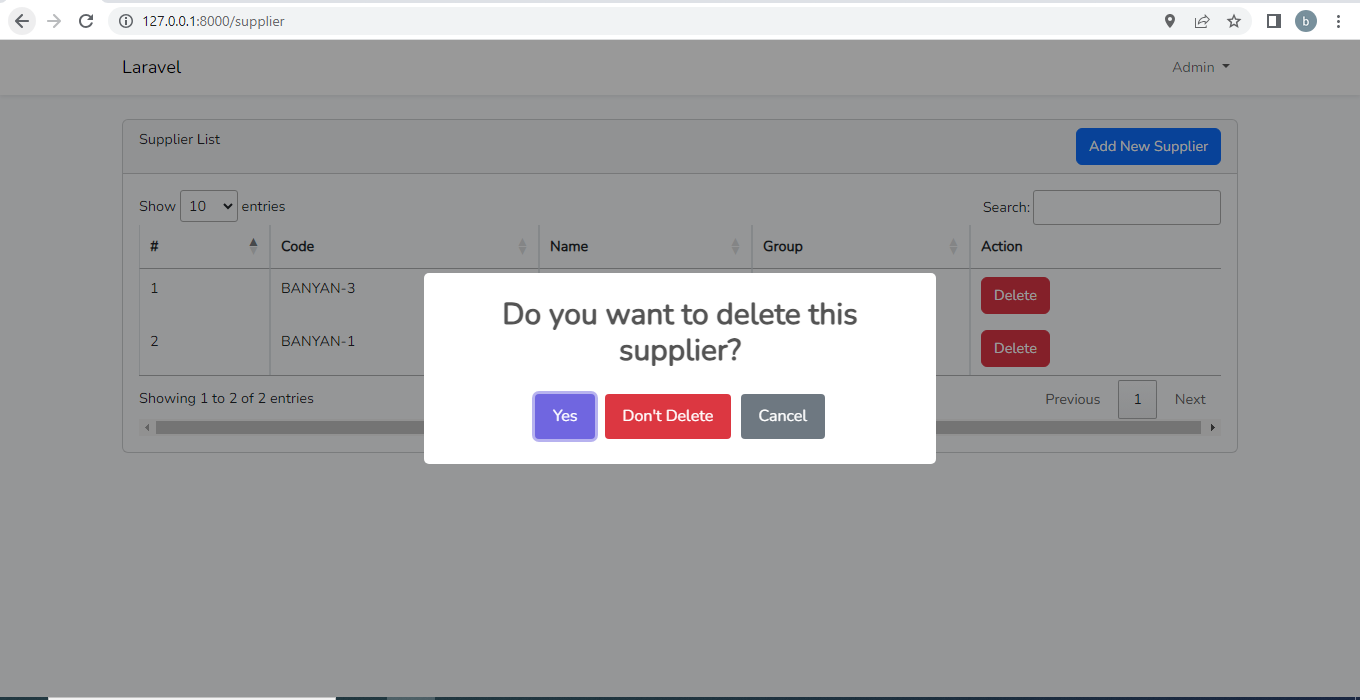 127.0.0.1:8000/supplier
b
Laravel
Admin
Supplier List
Add New Supplier
Show 10 entries
Search:
# Code Name Group Action
1 BANYAN-3 Delete
2 BANYAN-1 Delete
Do you want to delete this
supplier?
Yes Don't Delete Cancel
Showing 1 to 2 of 2 entries
Previous 1 Next